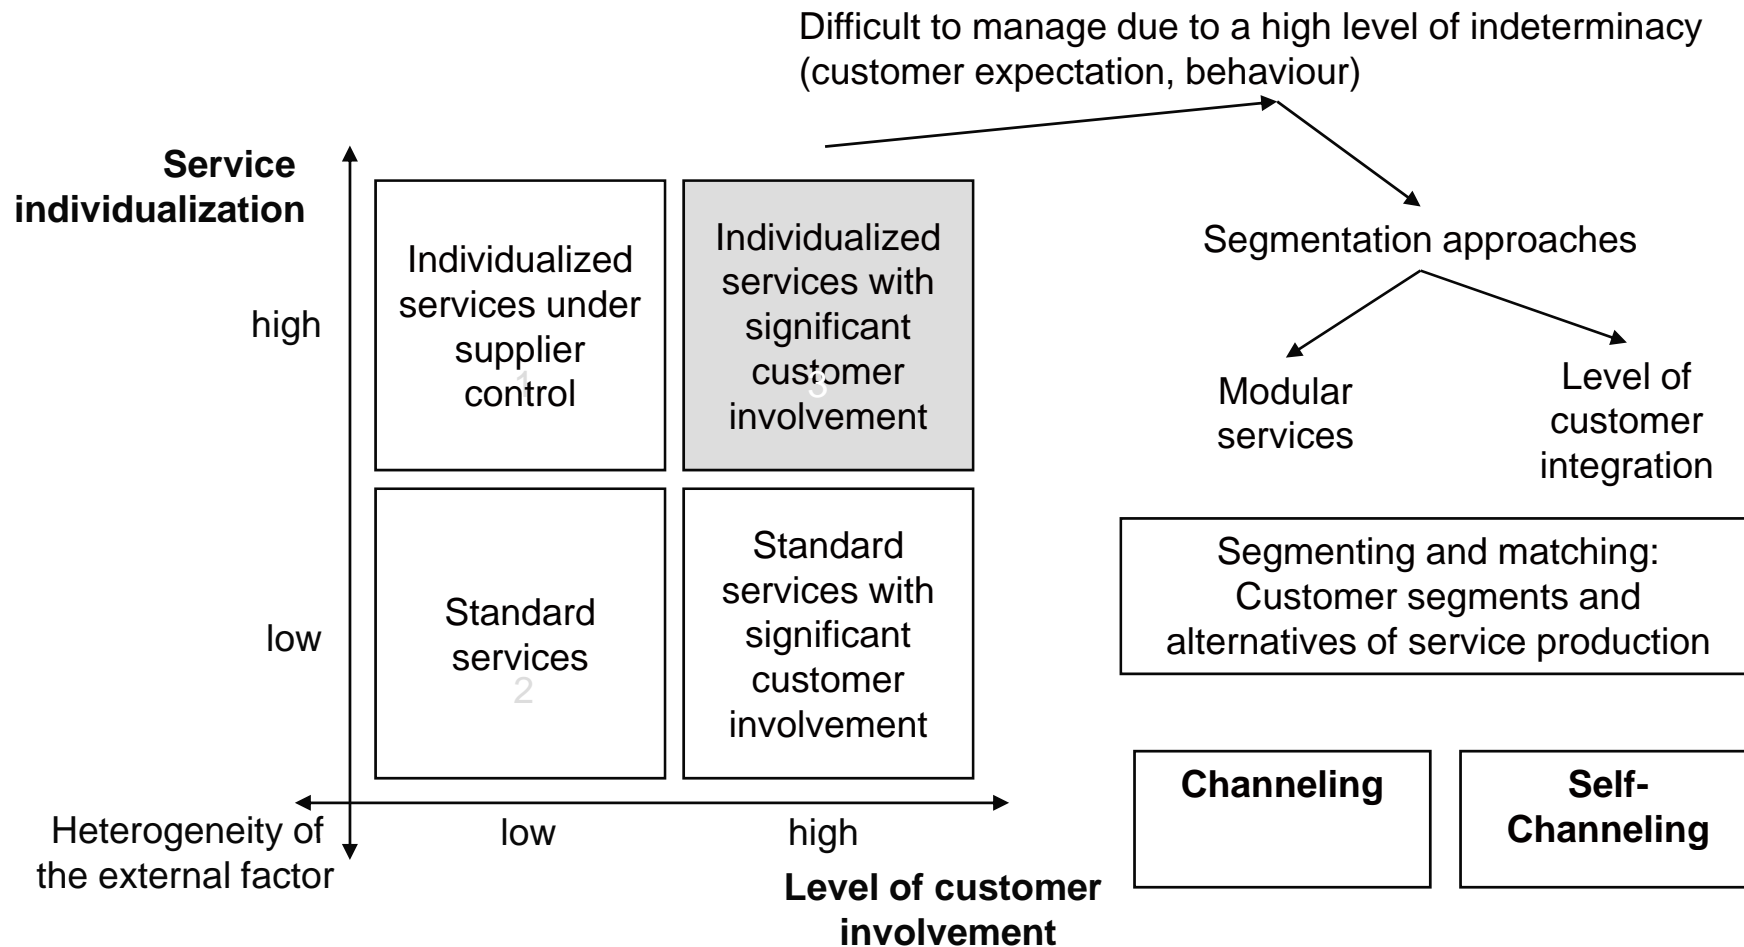 Difficult to manage due to a high level of indeterminacy
(customer expectation, behaviour)
Service
individualization
high
low
Individualized
services under
supplier
control
1
Individualized
services with
significant
customer
involvement
3
Standard
services
2
Standard
services with
significant
customer
involvement
Heterogeneity of
the external factor
low
high
Level of customer
involvement
Segmentation approaches
Modular
services
Level of
customer
integration
Segmenting and matching:
Customer segments and
alternatives of service production
Channeling
Self-
Channeling